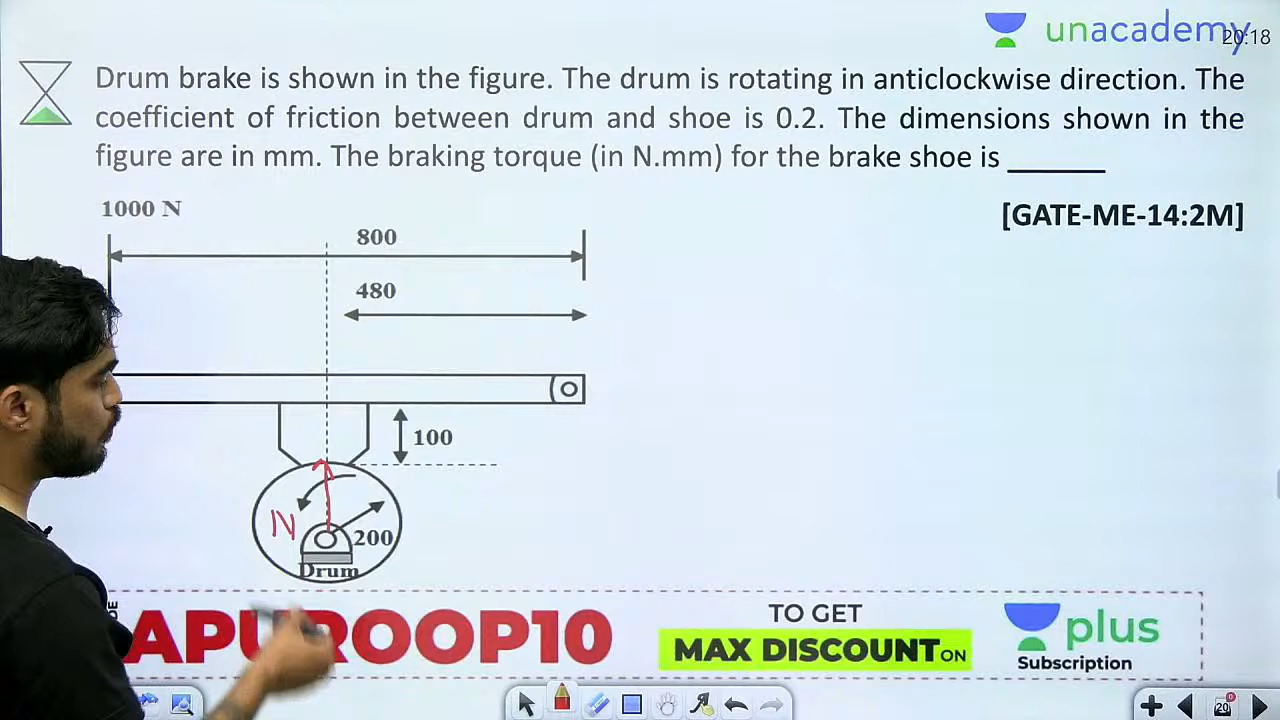 unacademy
20:18
Drum brake is shown in the figure. The drum is rotating in anticlockwise direction. The
coefficient of friction between drum and shoe is 0.2. The dimensions shown in the
figure are in mm. The braking torque (in N.mm) for the brake shoe is ______
[GATE-ME-14:2M]
1000 N
800
480
100
N
200
Drum
APUROOP10
TO GET
MAX DISCOUNT ON
plus
Subscription
20
0